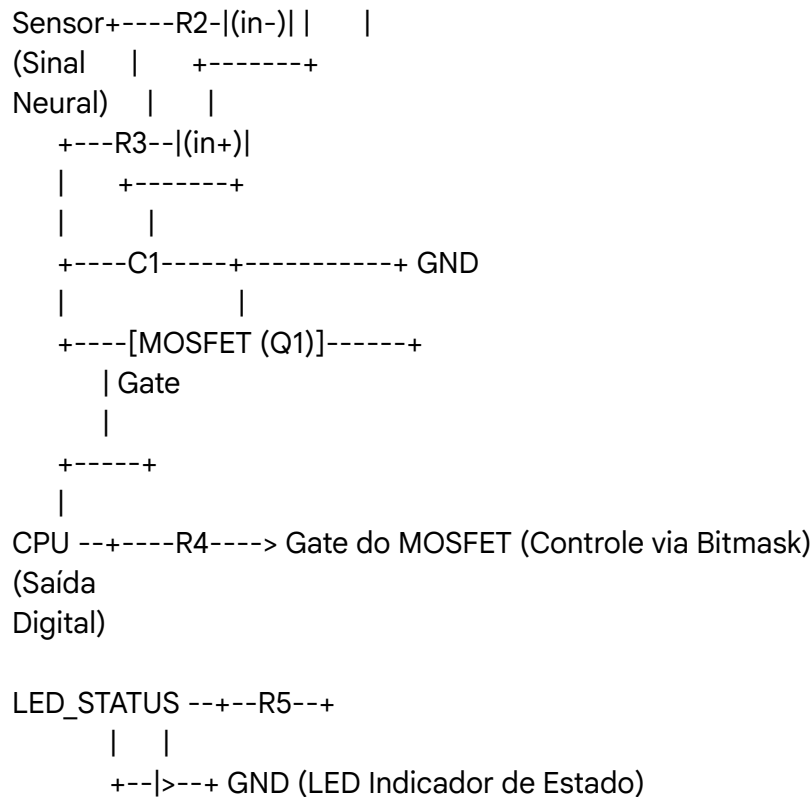 Sensor+----R2-|(in-)| |      |
(Sinal     |      +-------+
Neural)    |      |
    +---R3--|(in+)|
    |      +-------+
    |        |
    +----C1-----+-----------+ GND
    |               |
    +----[MOSFET (Q1)]------+
        | Gate
        |
    +-----+
    |
CPU --+----R4----> Gate do MOSFET (Controle via Bitmask)
(Saída
Digital)

LED_STATUS --+--R5--+
        |    |
        +--|>--+ GND (LED Indicador de Estado)